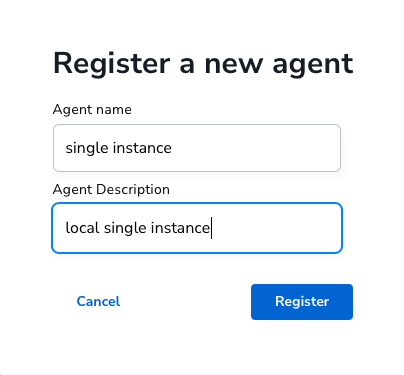 Register a new agent
Agent name
single instance
Agent Description
local single instance
Cancel
Register